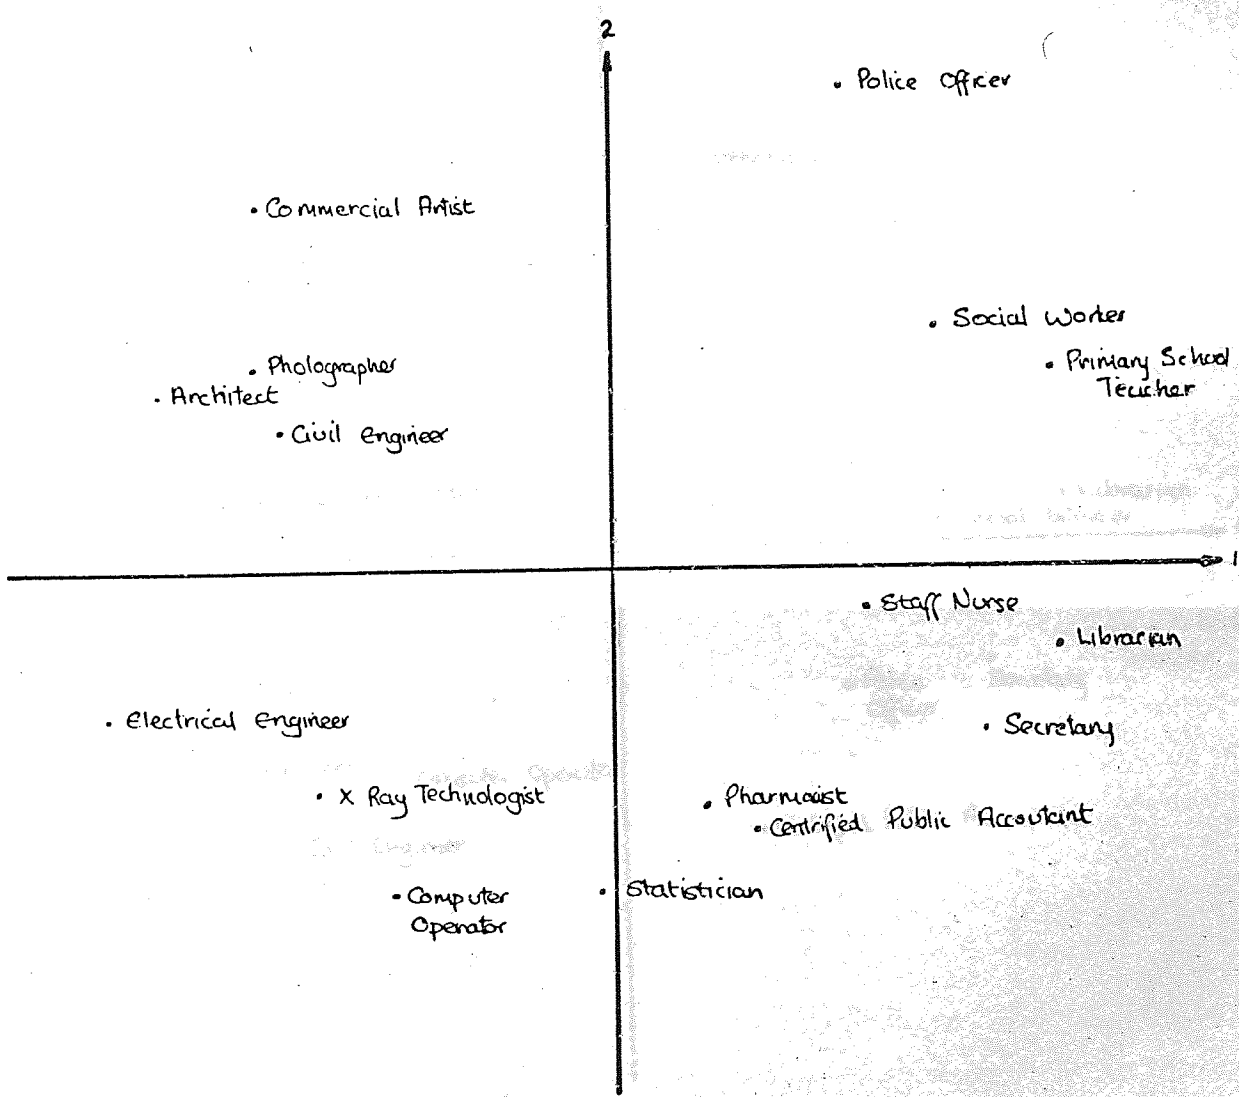 2
Police Officer
Commercial Artist
Social Worker
Photographer
Primary School
Teacher
Architect
Civil Engineer
1
Staff Nurse
Librarian
Electrical Engineer
Secretary
X Ray Technologist
Pharmacist
Certrified Public Accoutant
Computer
Operator
Statistician